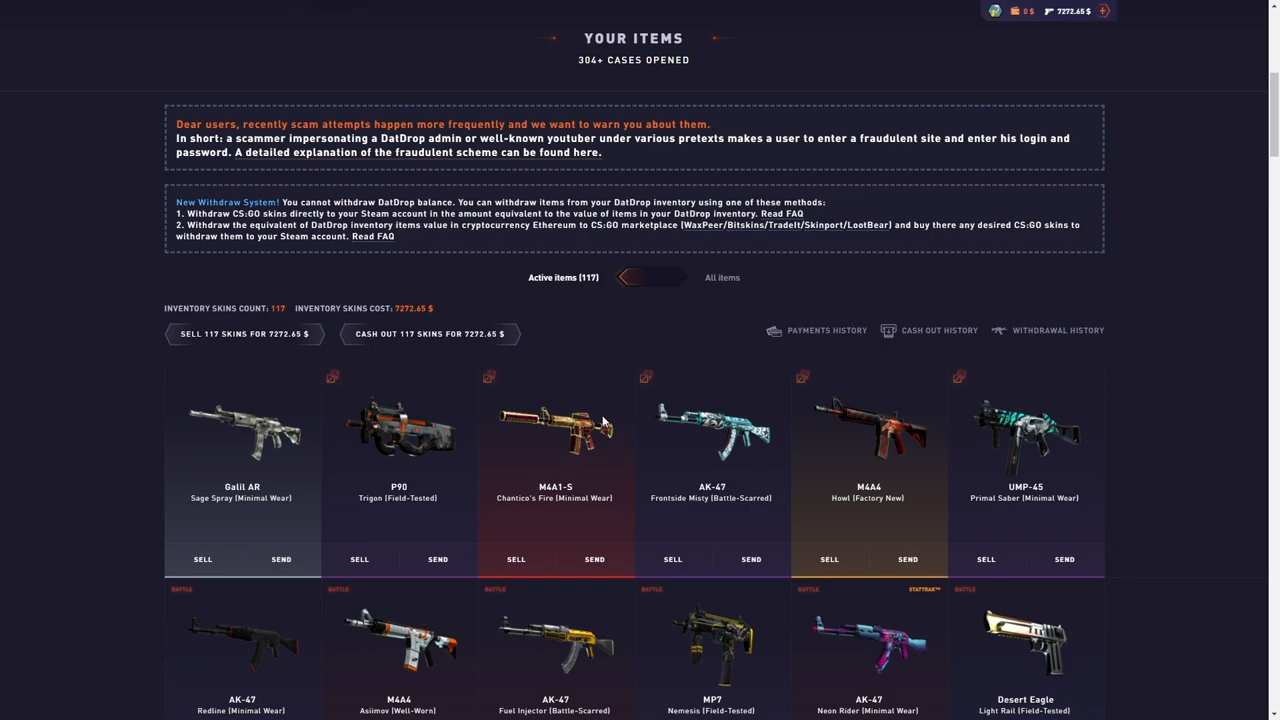 0 $ 7272.65 $
YOUR ITEMS
304+ CASES OPENED
Dear users, recently scam attempts happen more frequently and we want to warn you about them.
In short: a scammer impersonating a DatDrop admin or well-known youtuber under various pretexts makes a user to enter a fraudulent site and enter his login and
password. A detailed explanation of the fraudulent scheme can be found here.
New Withdraw System! You cannot withdraw DatDrop balance. You can withdraw items from your DatDrop inventory using one of these methods:
1. Withdraw CS:GO skins directly to your Steam account in the amount equivalent to the value of items in your DatDrop inventory. Read FAQ
2. Withdraw the equivalent of DatDrop inventory items value in cryptocurrency Ethereum to CS:GO marketplace (WaxPeer/Bitskins/TradeIt/Skinport/LootBear) and buy there any desired CS:GO skins to
withdraw them to your Steam account. Read FAQ
Active items (117) All items
INVENTORY SKINS COUNT: 117 INVENTORY SKINS COST: 7272.65 $
SELL 117 SKINS FOR 7272.65 $ CASH OUT 117 SKINS FOR 7272.65 $ PAYMENTS HISTORY CASH OUT HISTORY WITHDRAWAL HISTORY
Galil AR P90 M4A1-S AK-47 M4A4 UMP-45
Sage Spray (Minimal Wear) Trigon (Field-Tested) Chantico's Fire (Minimal Wear) Frontside Misty (Battle-Scarred) Howl (Factory New) Primal Saber (Minimal Wear)
SELL SEND SELL SEND SELL SEND SELL SEND SELL SEND SELL SEND
BATTLE BATTLE BATTLE BATTLE BATTLE STATTRAK™ BATTLE
AK-47 M4A4 AK-47 MP7 AK-47 Desert Eagle
Redline (Minimal Wear) Asiimov (Well-Worn) Fuel Injector (Battle-Scarred) Nemesis (Field-Tested) Neon Rider (Minimal Wear) Light Rail (Field-Tested)